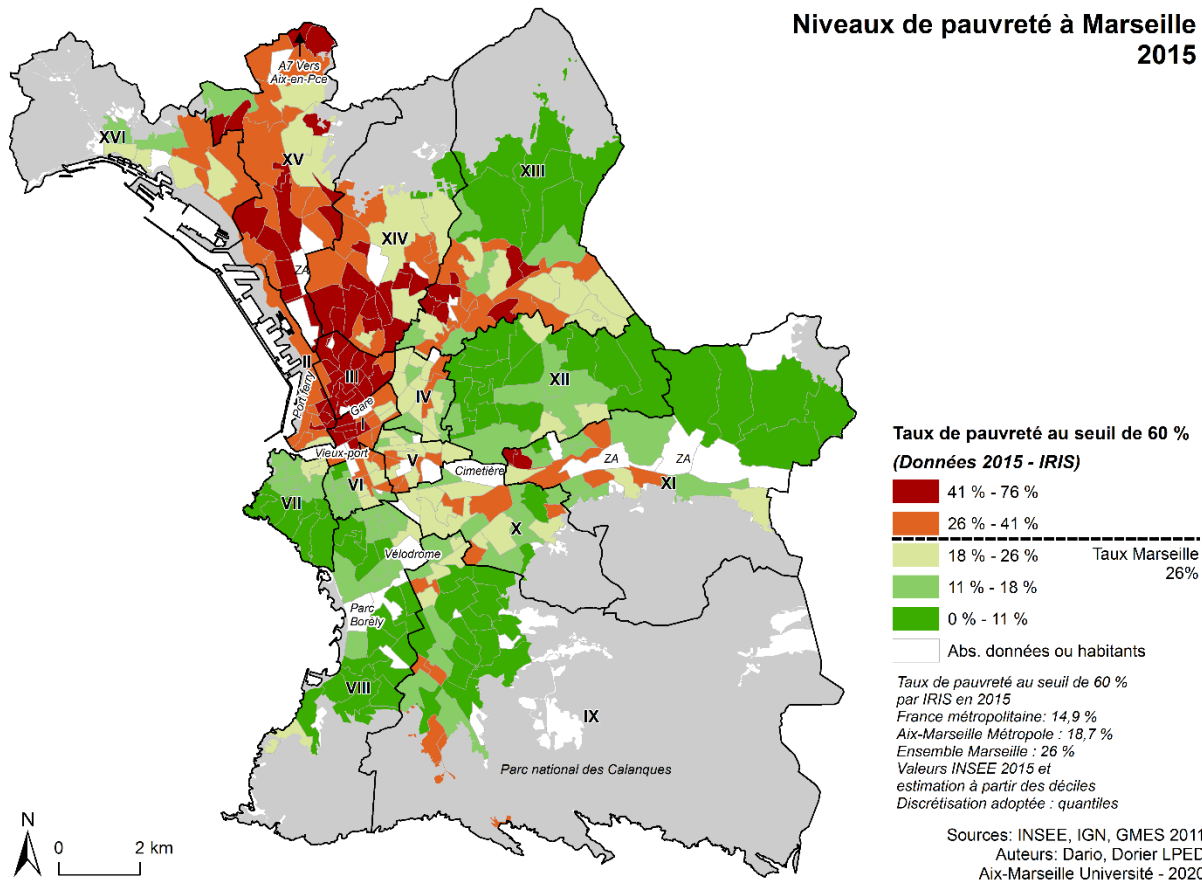 Niveaux de pauvreté à Marseille
2015
A7 Vers
Aix-en-Pce
XVI
XV
XIII
XIV
ZA
II
Port ferry
III
Gare
I
IV
XII
Vieux-port
V
Cimetière
ZA
ZA
VI
XI
VII
X
Vélodrome
Parc
Borély
VIII
IX
Parc national des Calanques
Taux de pauvreté au seuil de 60 %
(Données 2015 - IRIS)
41 % - 76 %
26 % - 41 %
18 % - 26 %
Taux Marseille
26%
11 % - 18 %
0 % - 11 %
Abs. données ou habitants
Taux de pauvreté au seuil de 60 %
par IRIS en 2015
France métropolitaine: 14,9 %
Aix-Marseille Métropole : 18,7 %
Ensemble Marseille : 26 %
Valeurs INSEE 2015 et
estimation à partir des déciles
Discrétisation adoptée : quantiles
Sources: INSEE, IGN, GMES 2011
Auteurs: Dario, Dorier LPED
Aix-Marseille Université - 2020
N
0 2 km